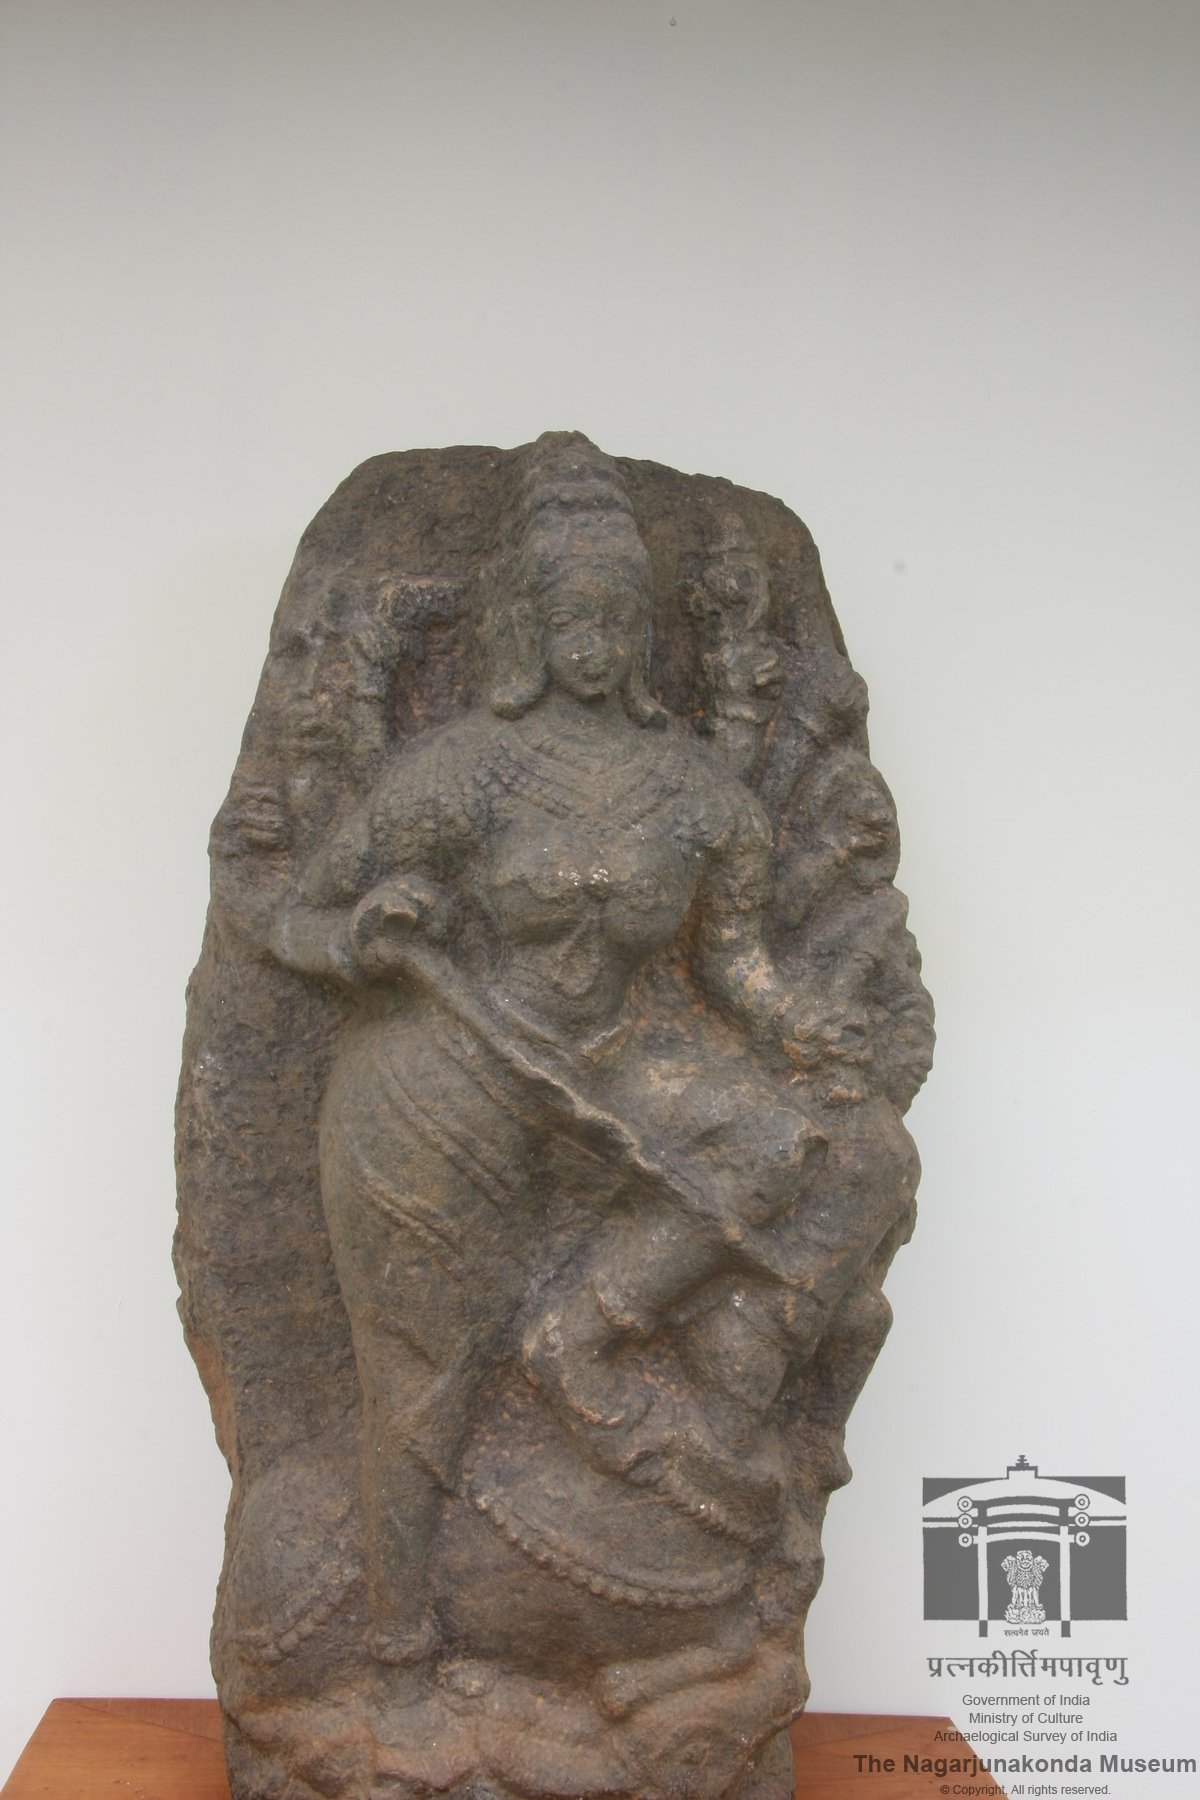 सत्यमेव जयते
प्रत्नकीर्त्तिमपावृणु
Government of India
Ministry of Culture
Archaelogical Survey of India
The Nagarjunakonda Museum
© Copyright, All rights reserved.